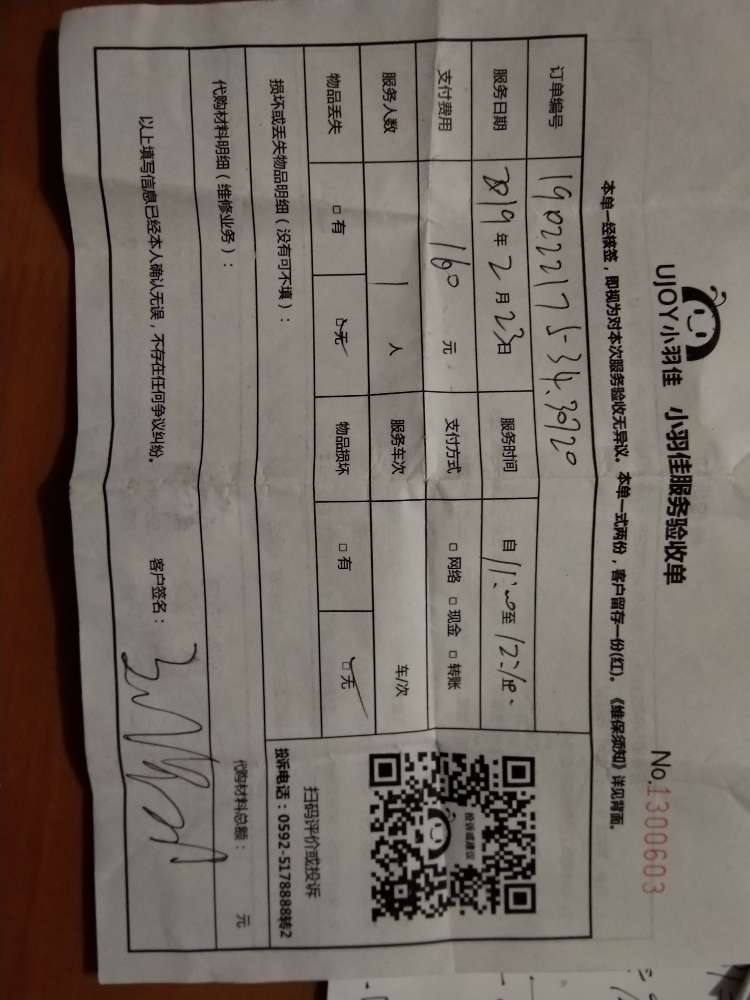 UJOY小羽佳 小羽佳服务验收单
No.1300603
本单一经接签，即视为对本次服务验收无异议。本单一式两份，客户留存一份(红)。《维保须知》详见背面。
订单编号
服务日期 2019年2月23日 服务时间 自 11:00至12:
支付费用 160元 支付方式 □ 网络 □ 现金 □ 转账
服务人数 1人 服务车次 车/次
物品丢失 □ 有 □ 无 物品损坏 □ 有 □ 无
损坏或丢失物品明细（没有可不填）：
投诉或建议
扫码评价或投诉
投诉电话：0592-5178888转2
代购材料明细（维修业务）： 代购材料总额： 元
以上填写信息已经本人确认无误，不存在任何争议纠纷。 客户签名：